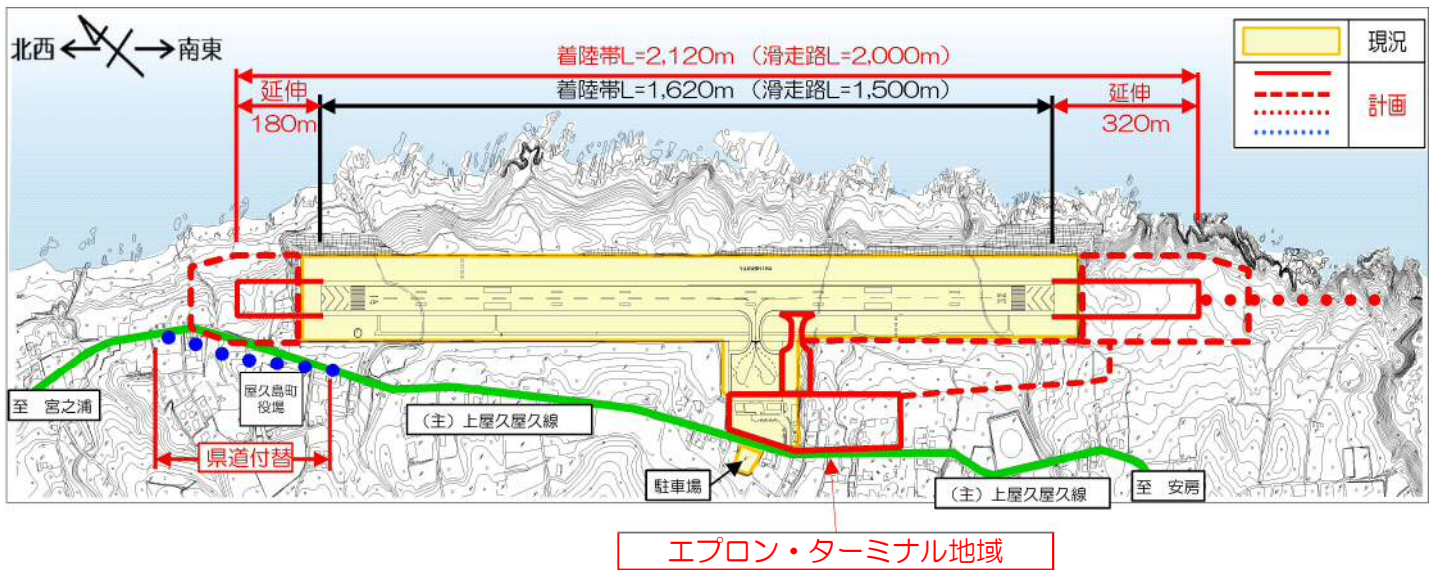 北西
南東
着陸帯L=2,120m （滑走路L=2,000m）
現況
計画
延伸
180m
着陸帯L=1,620m （滑走路L=1,500m）
延伸
320m
至 宮之浦
屋久島町
役場
（主）上屋久屋久線
県道付替
駐車場
（主）上屋久屋久線
至 安房
エプロン・ターミナル地域